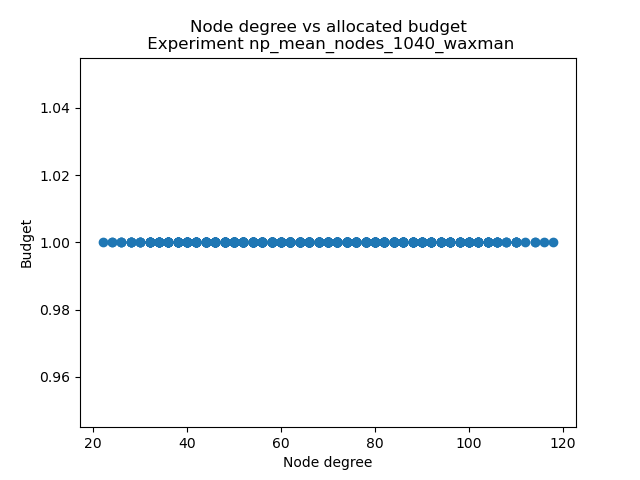 Node degree vs allocated budget
Experiment np_mean_nodes_1040_waxman
1.04
1.02
1.00
0.98
0.96
Budget
20 40 60 80 100 120
Node degree